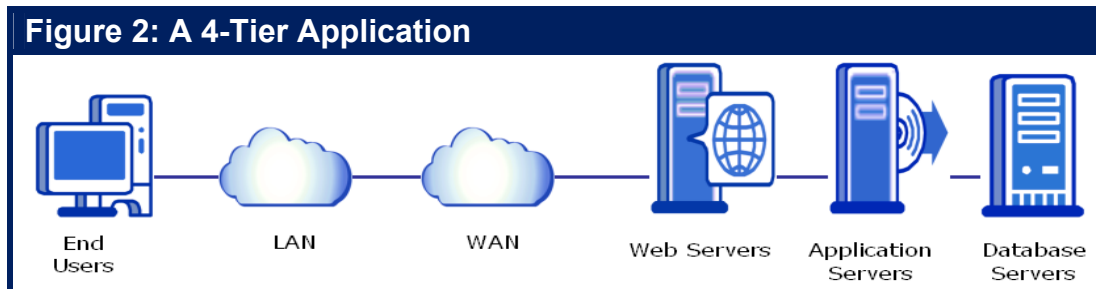 Figure 2: A 4-Tier Application
End
Users
LAN
WAN
Web Servers
Application
Servers
Database
Servers